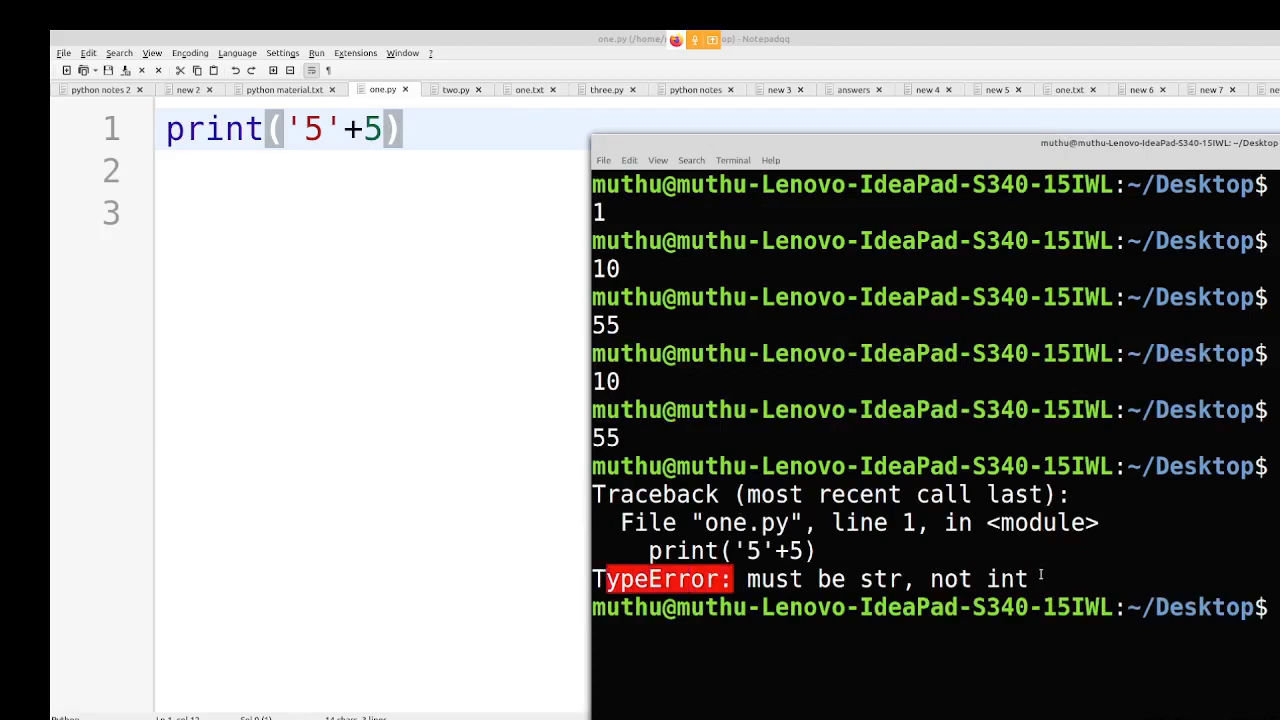 one.py (/home/ op) - Notepadqq
File Edit Search View Encoding Language Settings Run Extensions Window ?
python notes 2 new 2 python material.txt one.py two.py one.txt three.py python notes new 3 answers new 4 new 5 one.txt new 6 new 7
1 print('5'+5)
2
3
muthu@muthu-Lenovo-IdeaPad-S340-15IWL: ~/Desktop
File Edit View Search Terminal Help
muthu@muthu-Lenovo-IdeaPad-S340-15IWL:~/Desktop$
1
muthu@muthu-Lenovo-IdeaPad-S340-15IWL:~/Desktop$
10
muthu@muthu-Lenovo-IdeaPad-S340-15IWL:~/Desktop$
55
muthu@muthu-Lenovo-IdeaPad-S340-15IWL:~/Desktop$
10
muthu@muthu-Lenovo-IdeaPad-S340-15IWL:~/Desktop$
55
muthu@muthu-Lenovo-IdeaPad-S340-15IWL:~/Desktop$
Traceback (most recent call last):
File "one.py", line 1, in <module>
print('5'+5)
TypeError: must be str, not int
muthu@muthu-Lenovo-IdeaPad-S340-15IWL:~/Desktop$